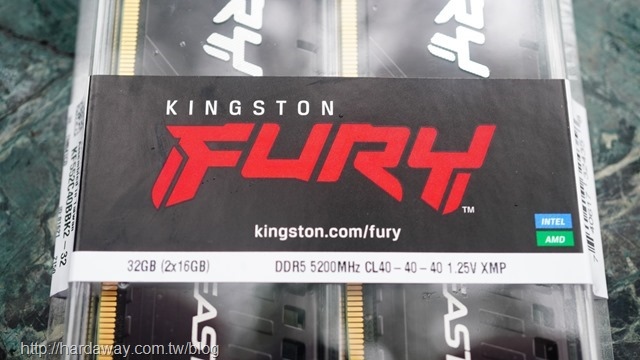 KINGSTON
FURY
™
kingston.com/fury
INTEL
AMD
32GB (2x16GB)
DDR5 5200MHz CL40-40-40 1.25V XMP
http://hardaway.com.tw/blog